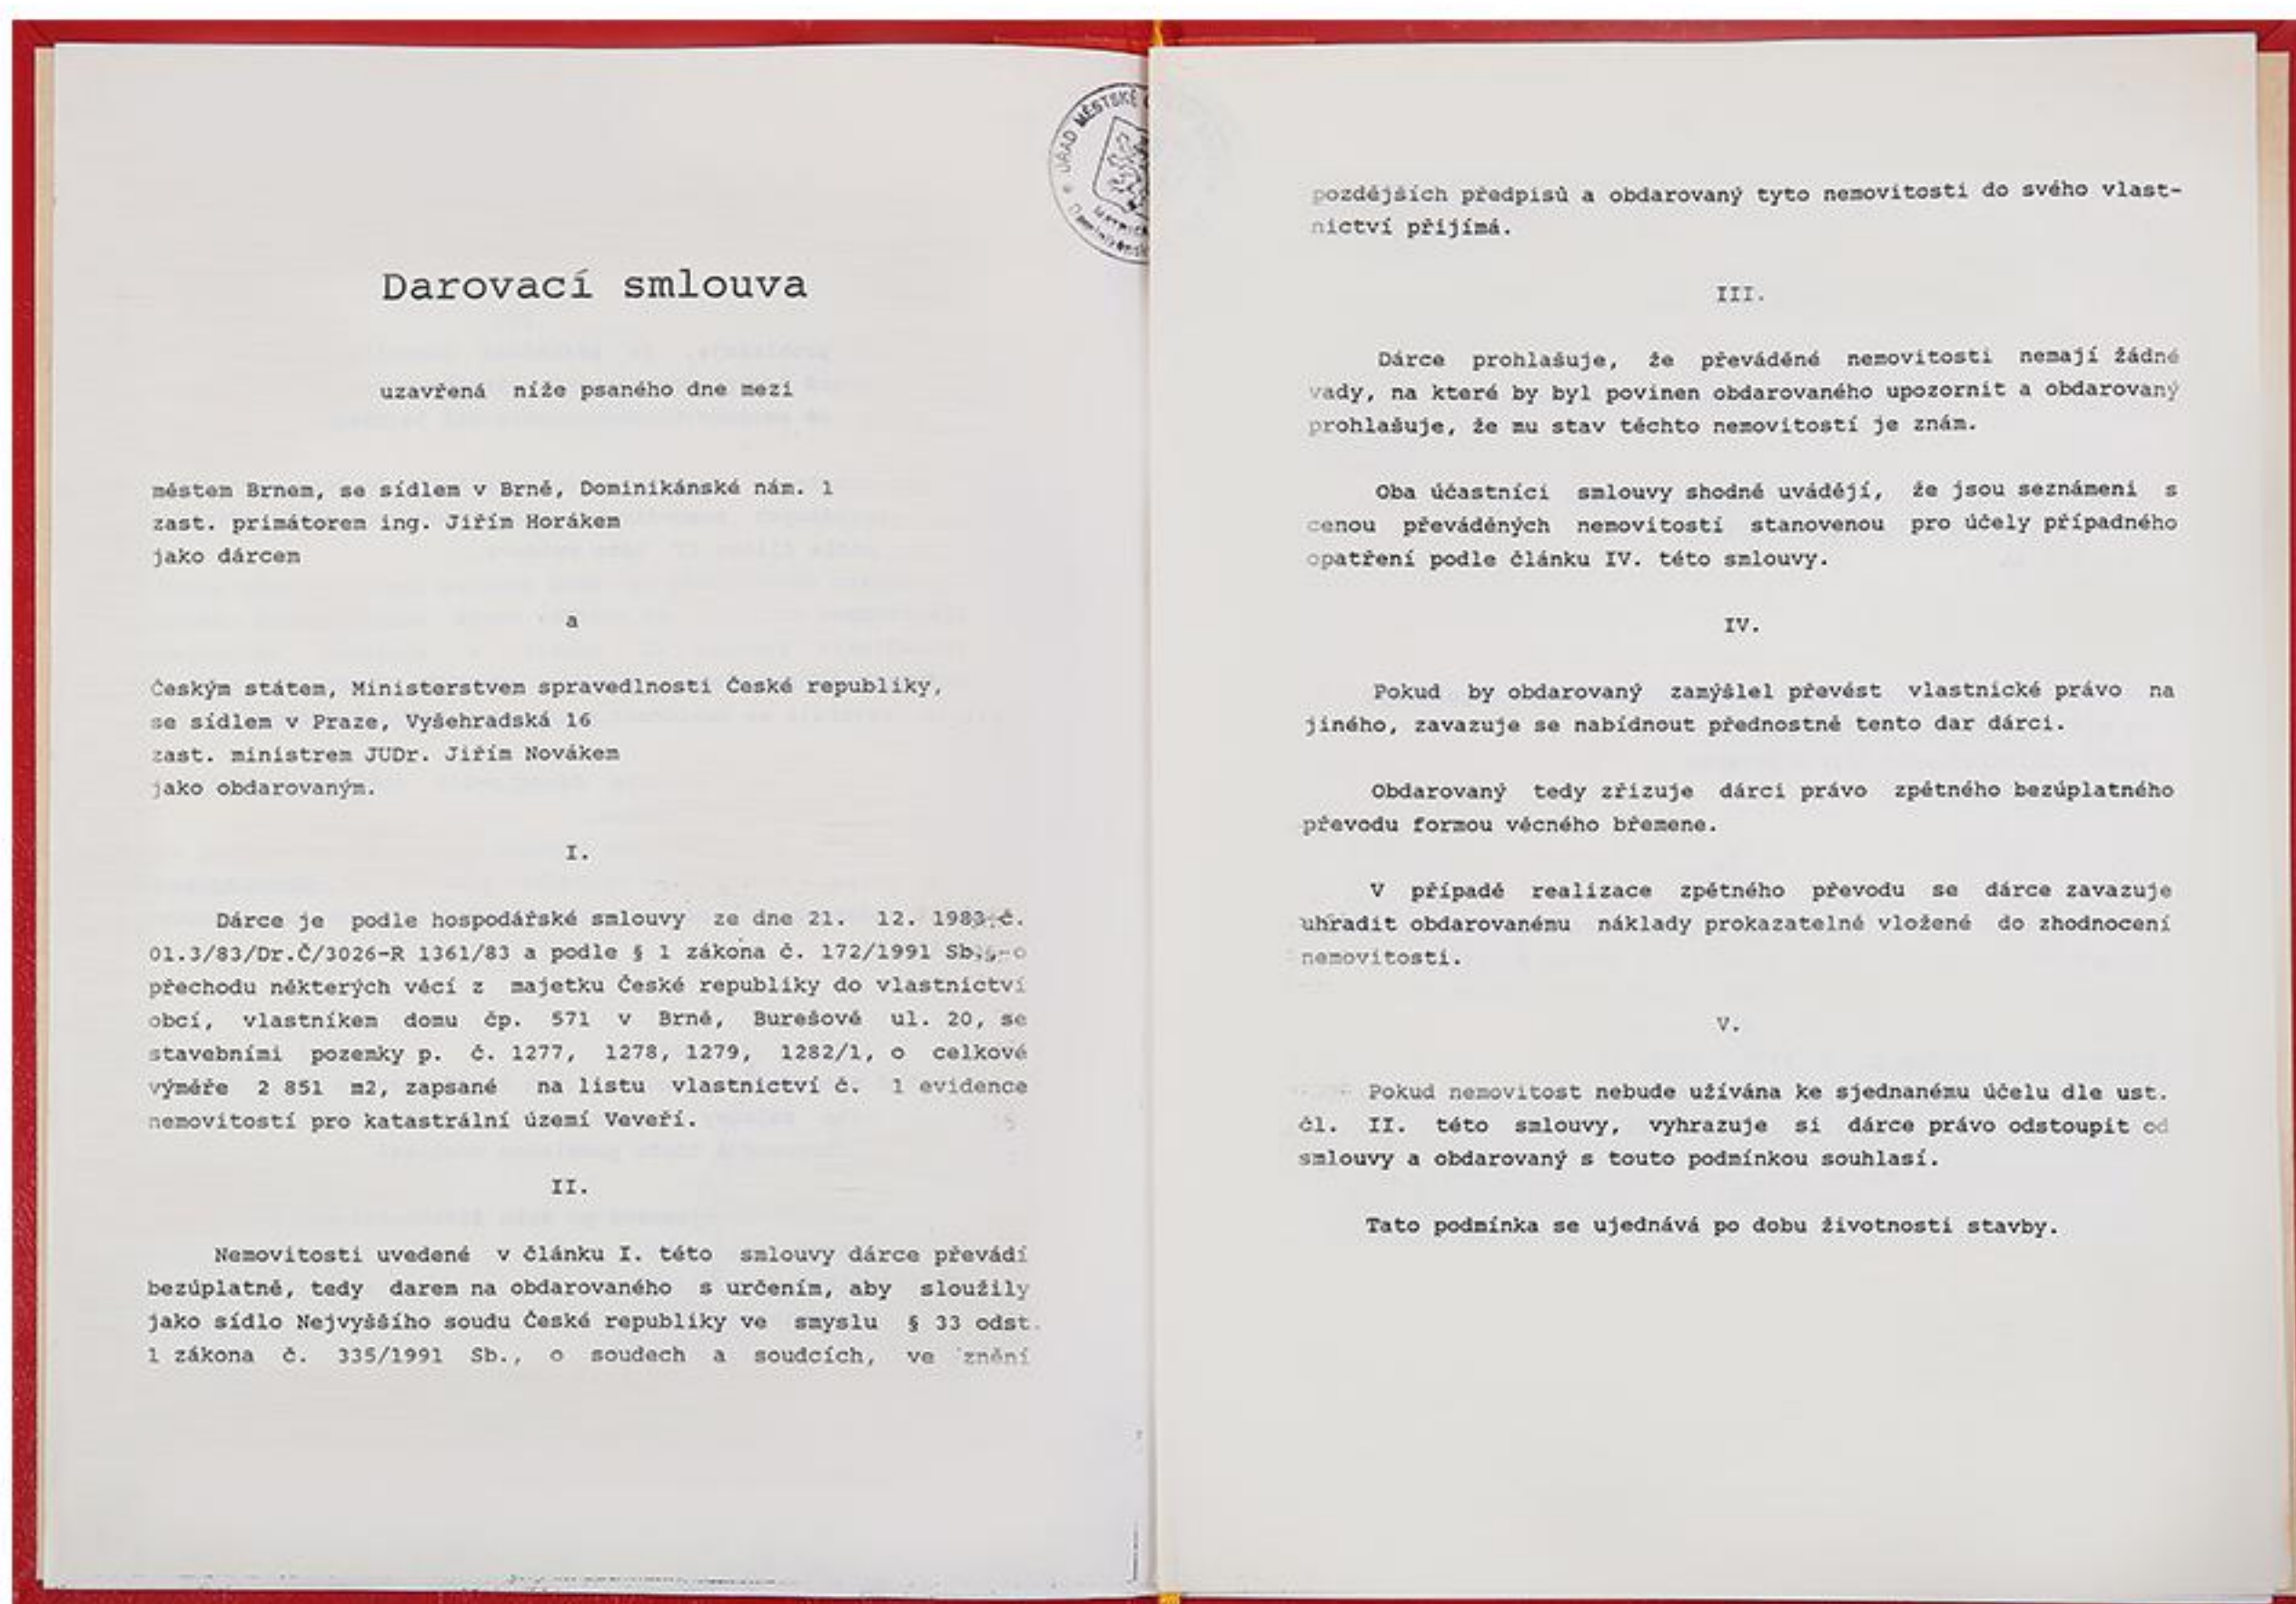 ÚŘAD MĚSTSKÉ
Darovací smlouva
uzavřená níže psaného dne mezi
městem Brnem, se sídlem v Brně, Dominikánské nám. 1
zast. primátorem ing. Jiřím Horákem
jako dárcem
a
Českým státem, Ministerstvem spravedlnosti České republiky,
se sídlem v Praze, Vyšehradská 16
zast. ministrem JUDr. Jiřím Novákem
jako obdarovaným.
I.
Dárce je podle hospodářské smlouvy ze dne 21. 12. 1983 č.
01.3/83/Dr.Č/3026-R 1361/83 a podle § 1 zákona č. 172/1991 Sb., o
přechodu některých věcí z majetku České republiky do vlastnictví
obcí, vlastníkem domu čp. 571 v Brně, Burešově ul. 20, se
stavebními pozemky p. č. 1277, 1278, 1279, 1282/1, o celkové
výměře 2 851 m2, zapsané na listu vlastnictví č. 1 evidence
nemovitostí pro katastrální území Veveří.
II.
Nemovitosti uvedené v článku I. této smlouvy dárce převádí
bezúplatně, tedy darem na obdarovaného s určením, aby sloužily
jako sídlo Nejvyššího soudu České republiky ve smyslu § 33 odst.
1 zákona č. 335/1991 Sb., o soudech a soudcích, ve znění
pozdějších předpisů a obdarovaný tyto nemovitosti do svého vlast-
nictví přijímá.
III.
Dárce prohlašuje, že převáděné nemovitosti nemají žádné
vady, na které by byl povinen obdarovaného upozornit a obdarovaný
prohlašuje, že mu stav těchto nemovitostí je znám.
Oba účastníci smlouvy shodně uvádějí, že jsou seznámeni s
cenou převáděných nemovitostí stanovenou pro účely případného
opatření podle článku IV. této smlouvy.
IV.
Pokud by obdarovaný zamýšlel převést vlastnické právo na
jiného, zavazuje se nabídnout přednostně tento dar dárci.
Obdarovaný tedy zřizuje dárci právo zpětného bezúplatného
převodu formou věcného břemene.
V případě realizace zpětného převodu se dárce zavazuje
uhradit obdarovanému náklady prokazatelně vložené do zhodnocení
nemovitosti.
V.
Pokud nemovitost nebude užívána ke sjednanému účelu dle ust.
čl. II. této smlouvy, vyhrazuje si dárce právo odstoupit od
smlouvy a obdarovaný s touto podmínkou souhlasí.
Tato podmínka se ujednává po dobu životnosti stavby.